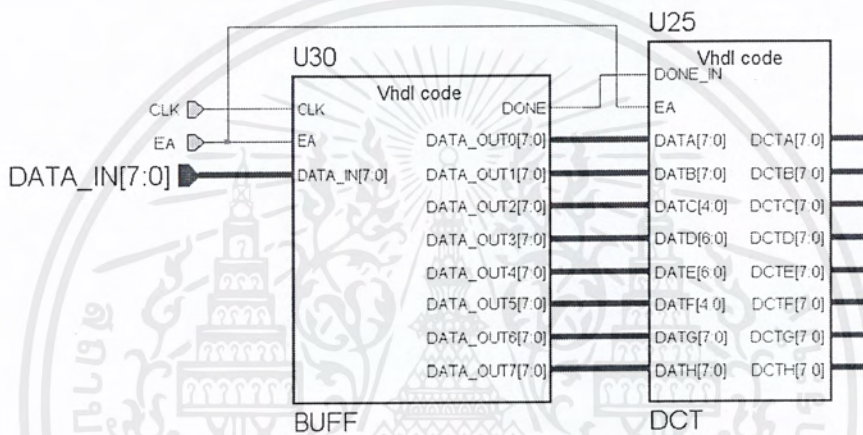 U25
U30
Vhdl code
Vhdl code
DONE_IN
CLK
CLK
DONE
EA
EA
EA
DATA_OUT0[7:0]
DATA[7:0]
DCTA[7:0]
DATA_IN[7:0]
DATA_IN[7:0]
DATA_OUT1[7:0]
DATB[7:0]
DCTB[7:0]
DATA_OUT2[7:0]
DATC[4:0]
DCTC[7:0]
DATA_OUT3[7:0]
DATD[6:0]
DCTD[7:0]
DATA_OUT4[7:0]
DATE[6:0]
DCTE[7:0]
DATA_OUT5[7:0]
DATF[4:0]
DCTF[7:0]
DATA_OUT6[7:0]
DATG[7:0]
DCTG[7:0]
DATA_OUT7[7:0]
DATH[7:0]
DCTH[7:0]
BUFF
DCT